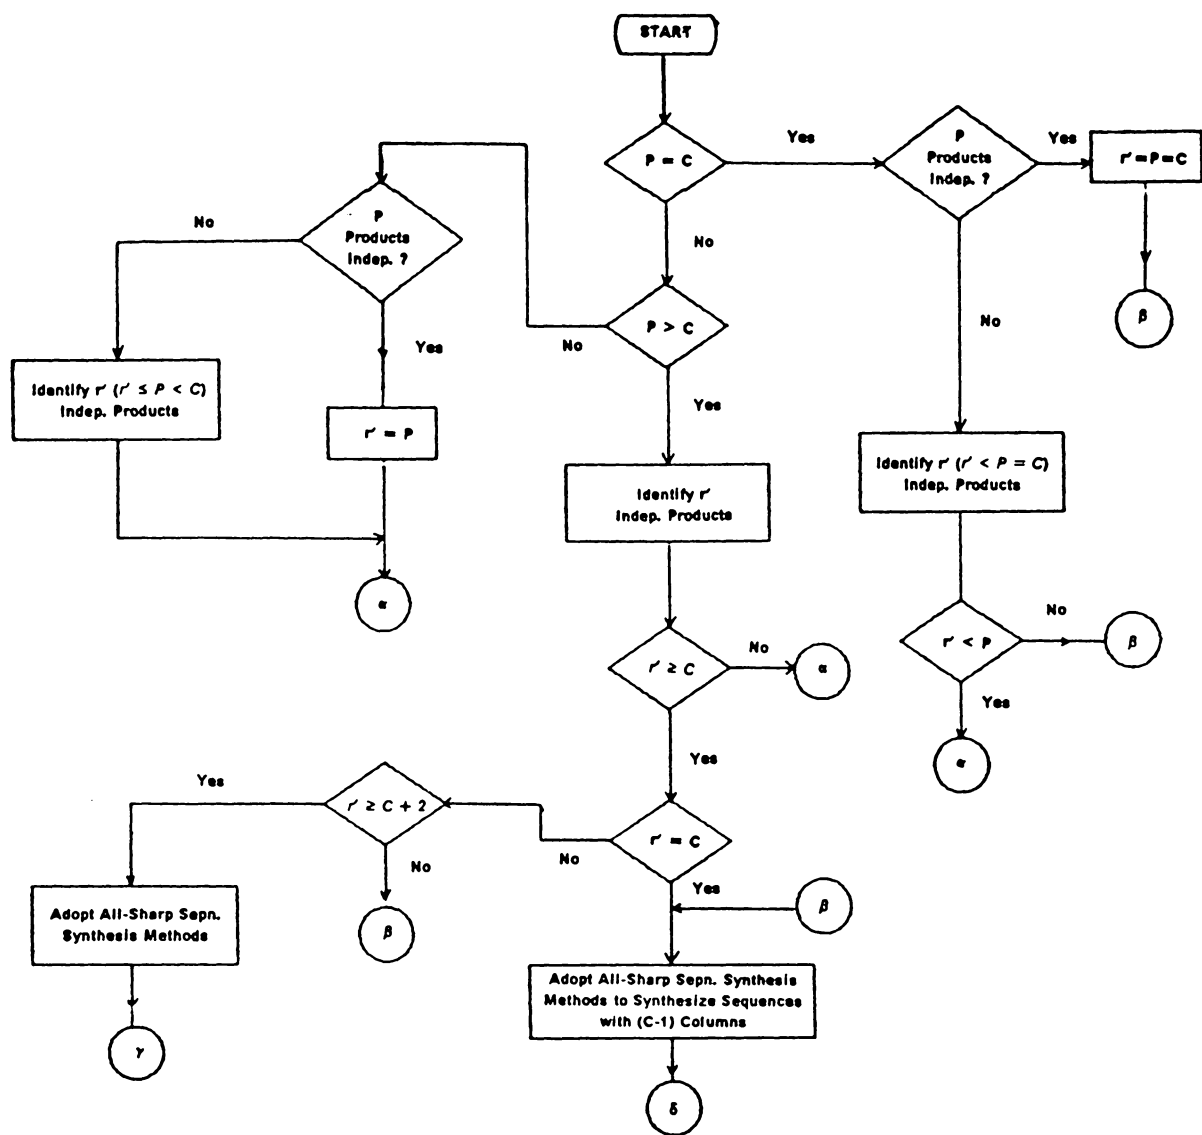 START
P = C
Yes
P
Products
Indep. ?
Yes
r′ = P = C
β
No
P
Products
Indep. ?
No
No
P > C
No
Yes
Identify r′ (r′ ≤ P < C)
Indep. Products
r′ = P
α
Yes
Identify r′
Indep. Products
No
Identify r′ (r′ < P = C)
Indep. Products
r′ ≥ C
No
α
r′ < P
No
β
Yes
α
Yes
Yes
r′ ≥ C + 2
No
β
No
r′ = C
Yes
β
Adopt All-Sharp Sepn.
Synthesis Methods
γ
Adopt All-Sharp Sepn. Synthesis
Methods to Synthesize Sequences
with (C-1) Columns
δ